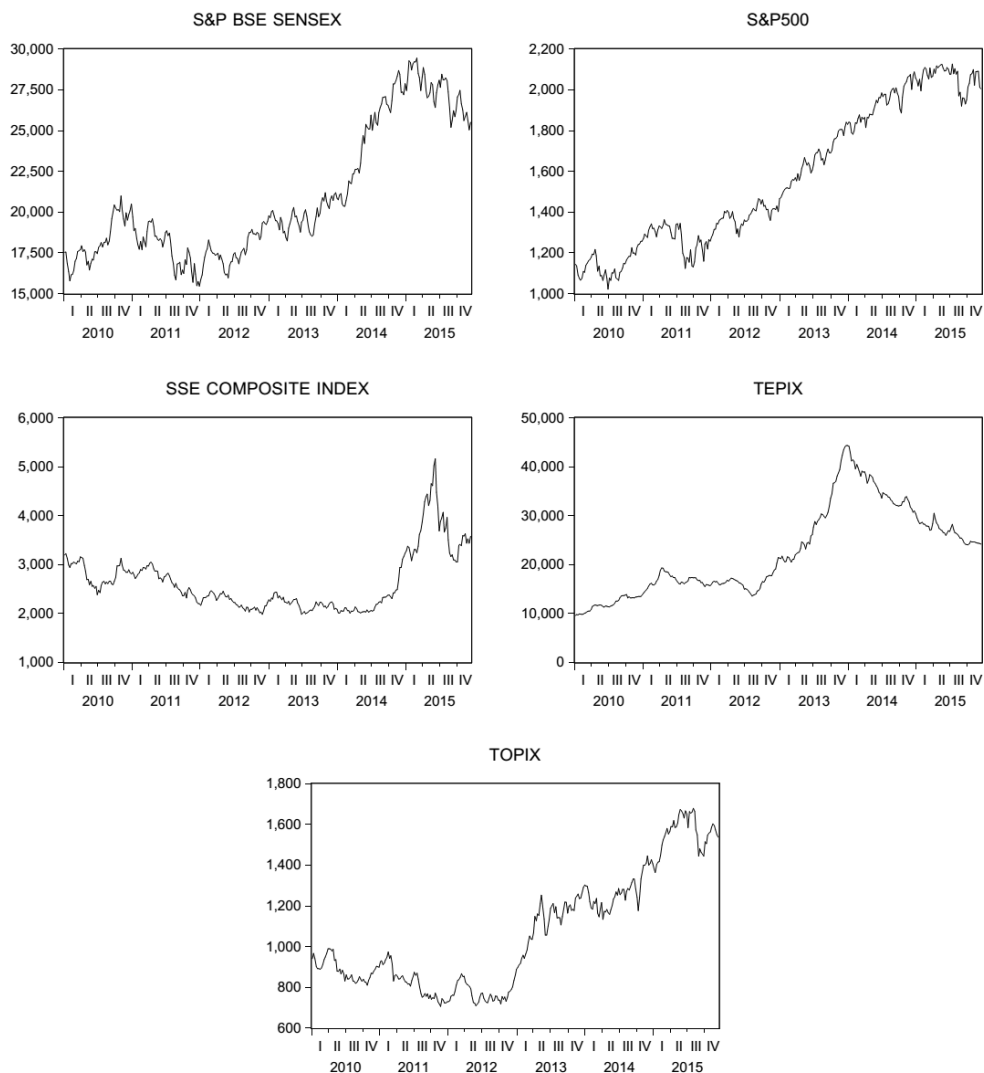 S&P BSE SENSEX
30,000
27,500
25,000
22,500
20,000
17,500
15,000
I II III IV I II III IV I II III IV I II III IV I II III IV I II III IV
2010 2011 2012 2013 2014 2015
S&P500
2,200
2,000
1,800
1,600
1,400
1,200
1,000
I II III IV I II III IV I II III IV I II III IV I II III IV I II III IV
2010 2011 2012 2013 2014 2015
SSE COMPOSITE INDEX
6,000
5,000
4,000
3,000
2,000
1,000
I II III IV I II III IV I II III IV I II III IV I II III IV I II III IV
2010 2011 2012 2013 2014 2015
TEPIX
50,000
40,000
30,000
20,000
10,000
0
I II III IV I II III IV I II III IV I II III IV I II III IV I II III IV
2010 2011 2012 2013 2014 2015
TOPIX
1,800
1,600
1,400
1,200
1,000
800
600
I II III IV I II III IV I II III IV I II III IV I II III IV I II III IV
2010 2011 2012 2013 2014 2015